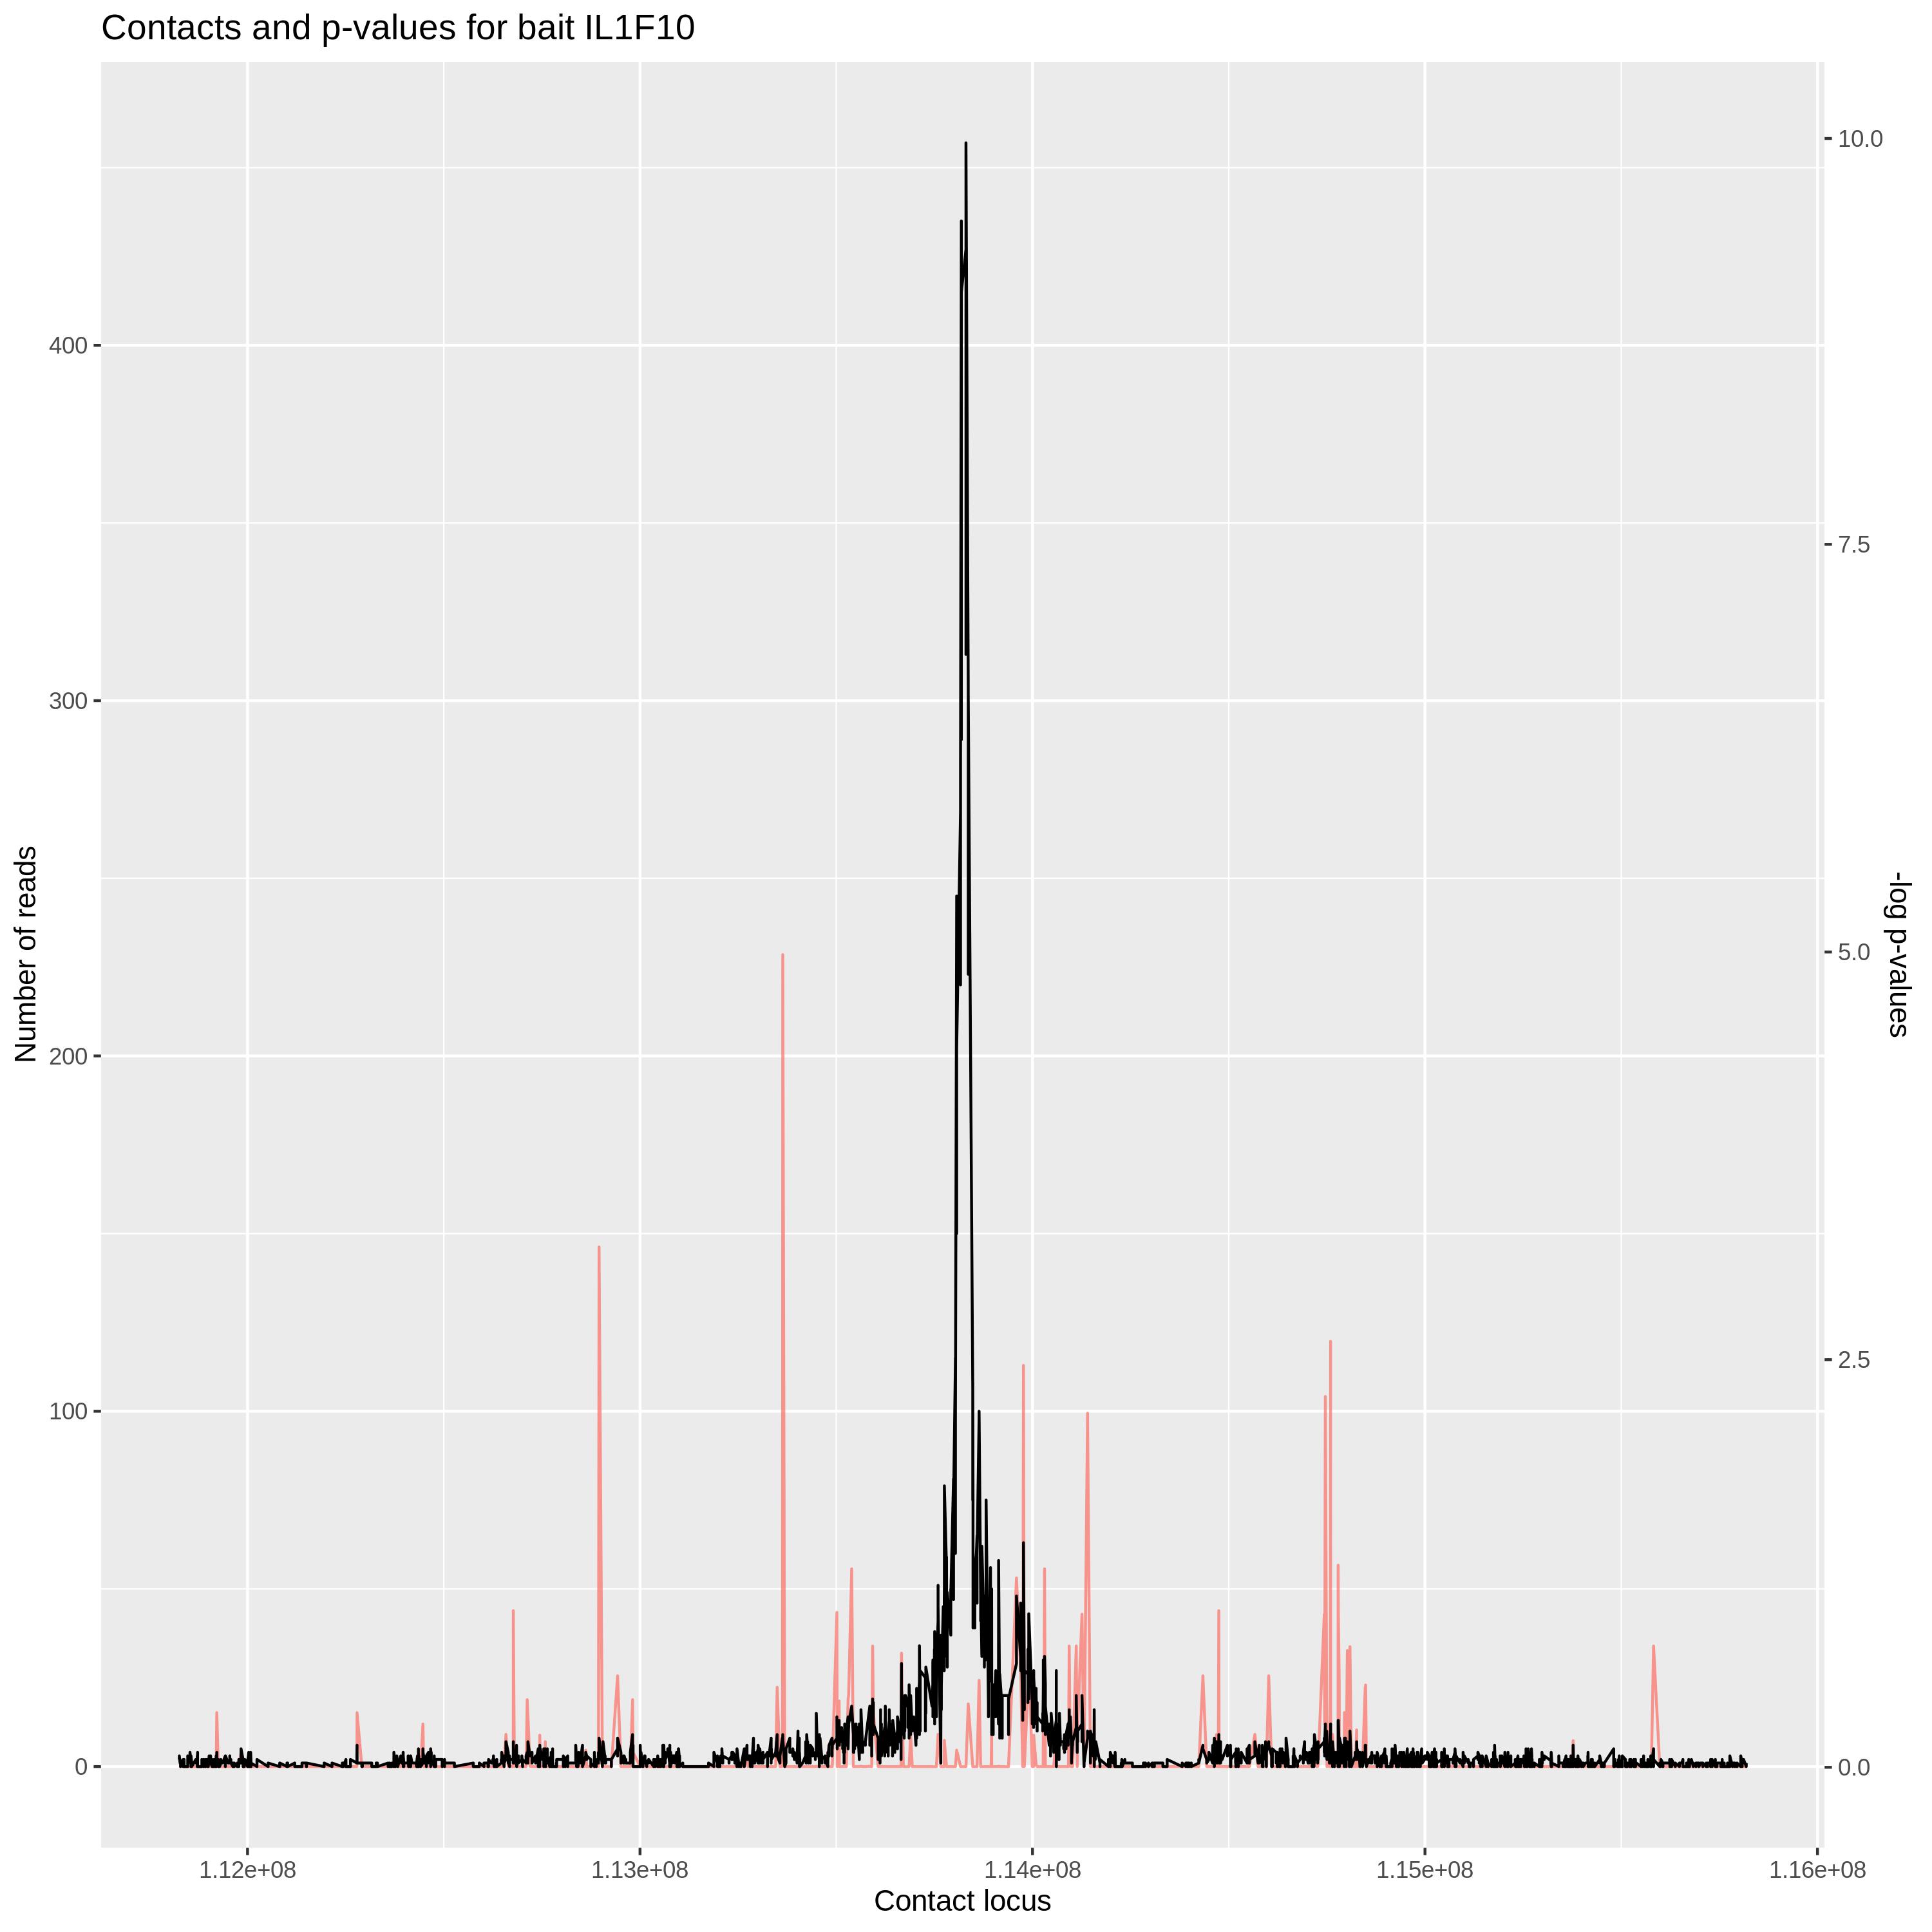 Contacts and p-values for bait IL1F10
Number of reads
400
300
200
100
0
10.0
7.5
5.0
2.5
0.0
-log p-values
1.12e+08
1.13e+08
1.14e+08
1.15e+08
1.16e+08
Contact locus